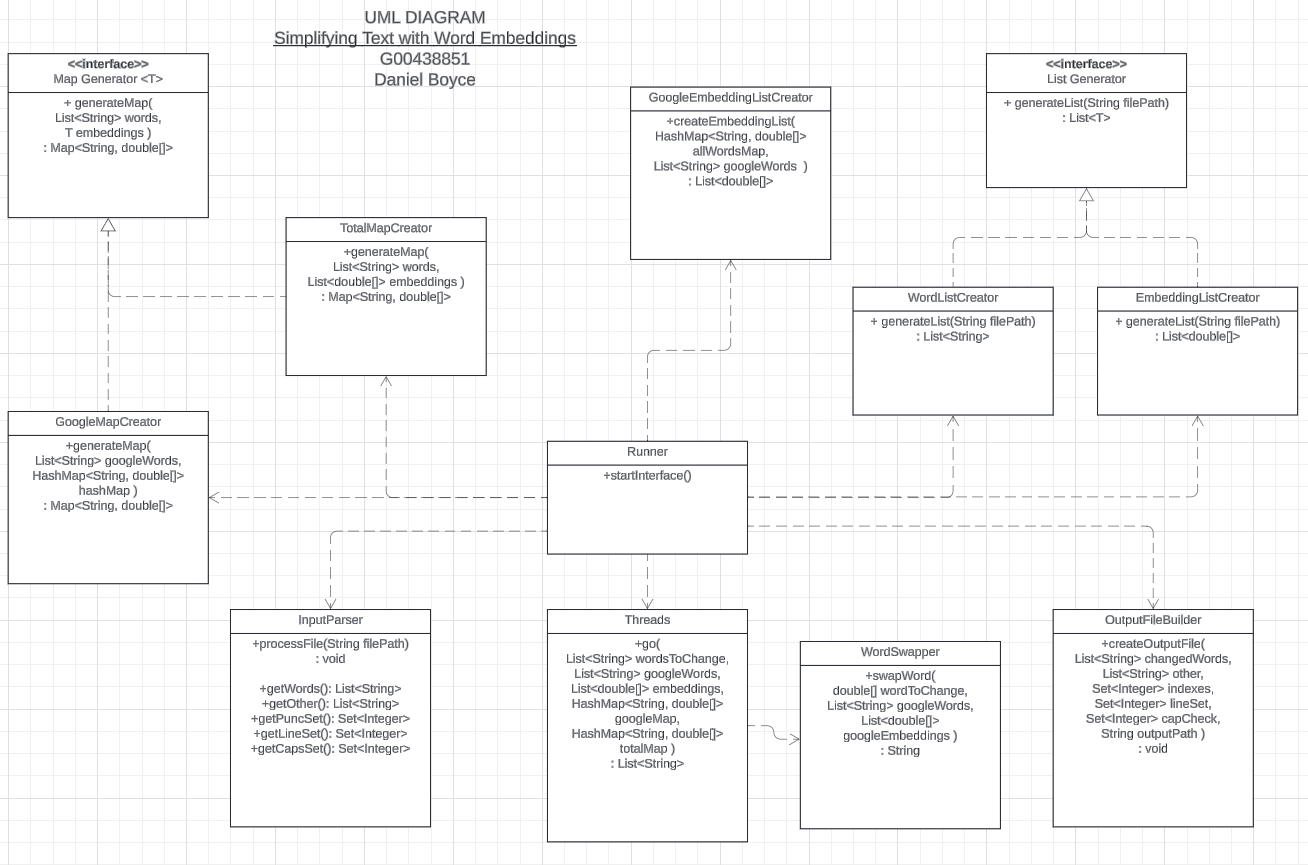 UML DIAGRAM
Simplifying Text with Word Embeddings
G00438851
Daniel Boyce
<<interface>>
Map Generator <T>
+ generateMap(
List<String> words,
T embeddings )
: Map<String, double[]>
GoogleEmbeddingListCreator
+createEmbeddingList(
HashMap<String, double[]>
allWordsMap,
List<String> googleWords )
: List<double[]>
<<interface>>
List Generator
+ generateList(String filePath)
: List<T>
TotalMapCreator
+generateMap(
List<String> words,
List<double[]> embeddings )
: Map<String, double[]>
WordListCreator
+ generateList(String filePath)
: List<String>
EmbeddingListCreator
+ generateList(String filePath)
: List<double[]>
GoogleMapCreator
+generateMap(
List<String> googleWords,
HashMap<String, double[]>
hashMap )
: Map<String, double[]>
Runner
+startInterface()
InputParser
+processFile(String filePath)
: void
+getWords(): List<String>
+getOther(): List<String>
+getPuncSet(): Set<Integer>
+getLineSet(): Set<Integer>
+getCapsSet(): Set<Integer>
Threads
+go(
List<String> wordsToChange,
List<String> googleWords,
List<double[]> embeddings,
HashMap<String, double[]>
googleMap,
HashMap<String, double[]>
totalMap )
: List<String>
WordSwapper
+swapWord(
double[] wordToChange,
List<String> googleWords,
List<double[]>
googleEmbeddings )
: String
OutputFileBuilder
+createOutputFile(
List<String> changedWords,
List<String> other,
Set<Integer> indexes,
Set<Integer> lineSet,
Set<Integer> capCheck,
String outputPath )
: void